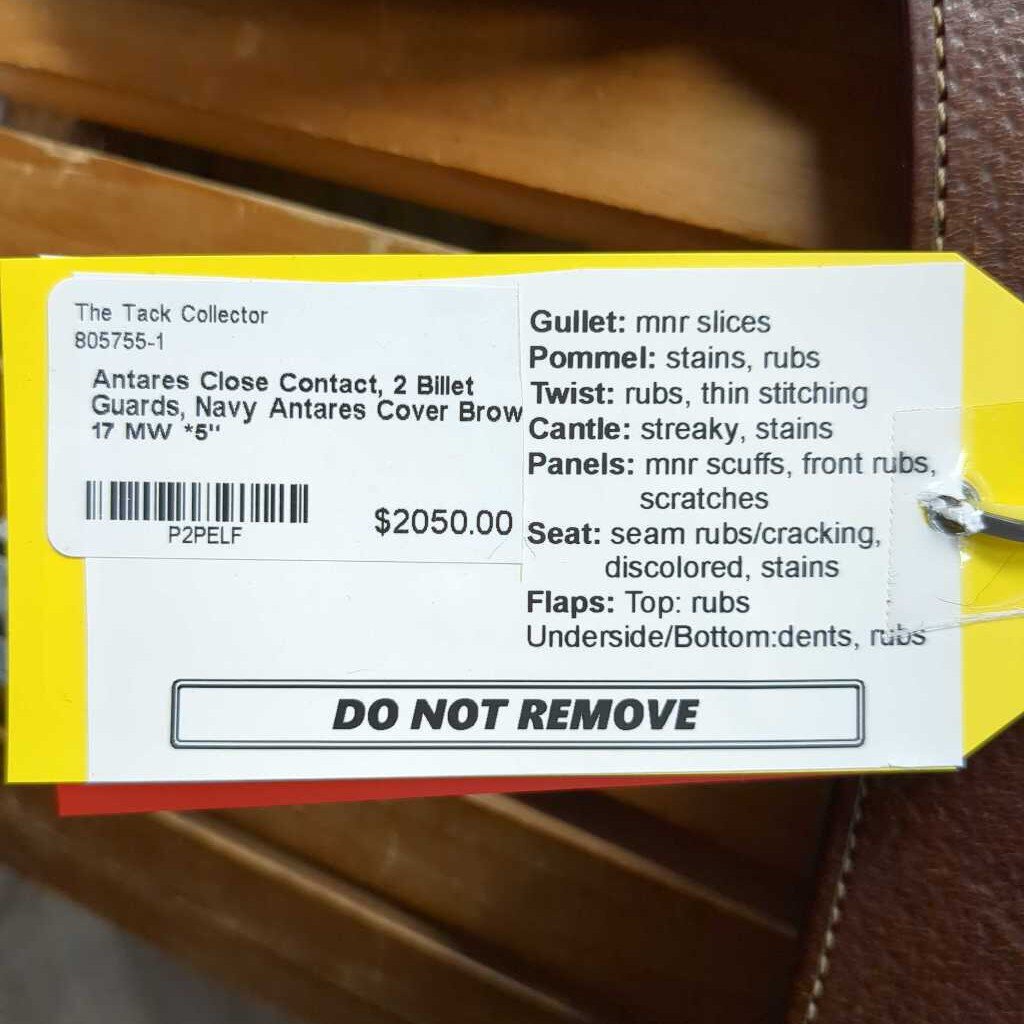 The Tack Collector
805755-1
Antares Close Contact, 2 Billet
Guards, Navy Antares Cover Brow
17 MW *5"
P2PELF
$2050.00
Gullet: mnr slices
Pommel: stains, rubs
Twist: rubs, thin stitching
Cantle: streaky, stains
Panels: mnr scuffs, front rubs,
scratches
Seat: seam rubs/cracking,
discolored, stains
Flaps: Top: rubs
Underside/Bottom:dents, rubs
DO NOT REMOVE